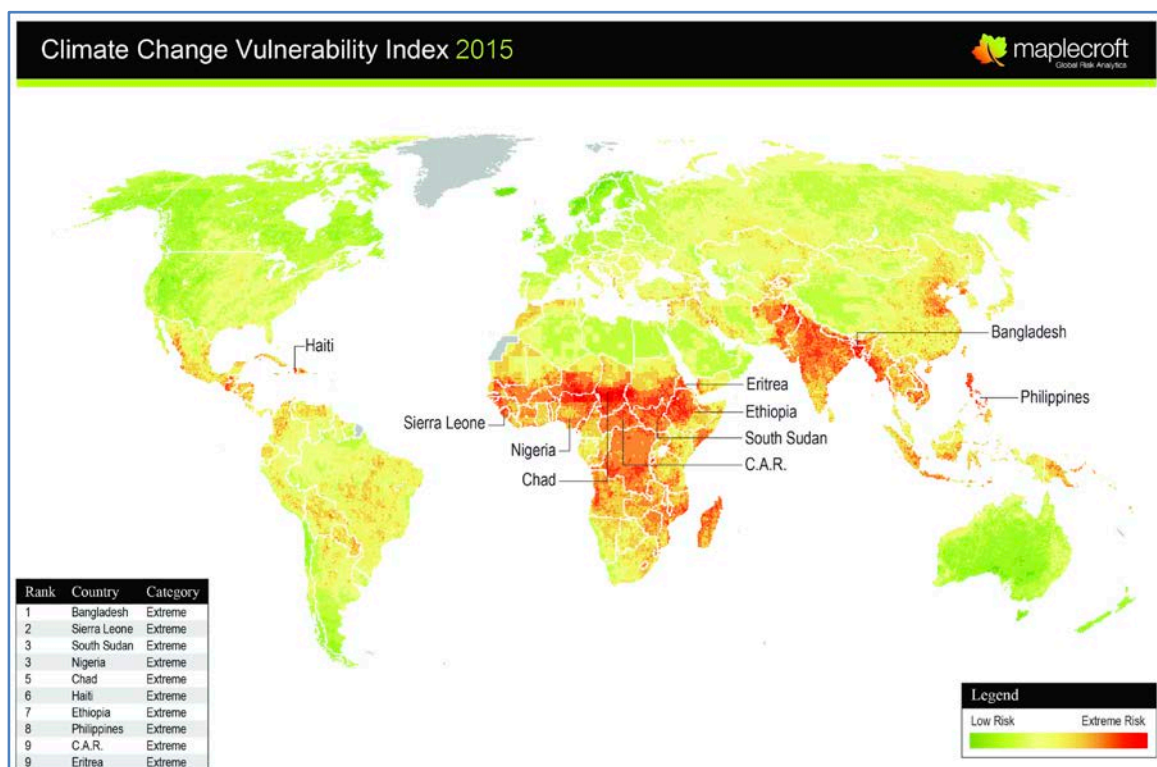 Climate Change Vulnerability Index 2015
maplecroft
Global Risk Analytics
Haiti
Bangladesh
Eritrea
Philippines
Ethiopia
Sierra Leone
South Sudan
Nigeria
C.A.R.
Chad
Rank Country Category
1 Bangladesh Extreme
2 Sierra Leone Extreme
3 South Sudan Extreme
3 Nigeria Extreme
5 Chad Extreme
6 Haiti Extreme
7 Ethiopia Extreme
8 Philippines Extreme
9 C.A.R. Extreme
9 Eritrea Extreme
Legend
Low Risk Extreme Risk